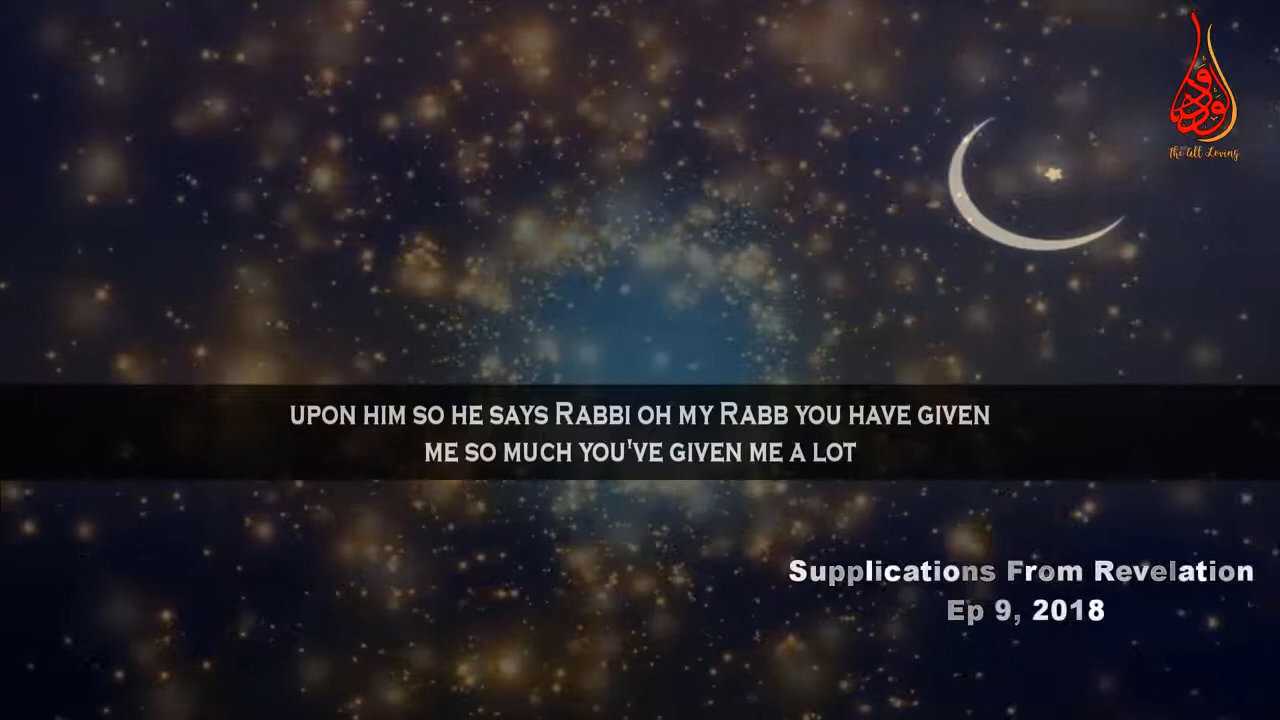 الودود
The All Loving
UPON HIM SO HE SAYS RABBI OH MY RABB YOU HAVE GIVEN
ME SO MUCH YOU'VE GIVEN ME A LOT
Supplications From Revelation
Ep 9, 2018